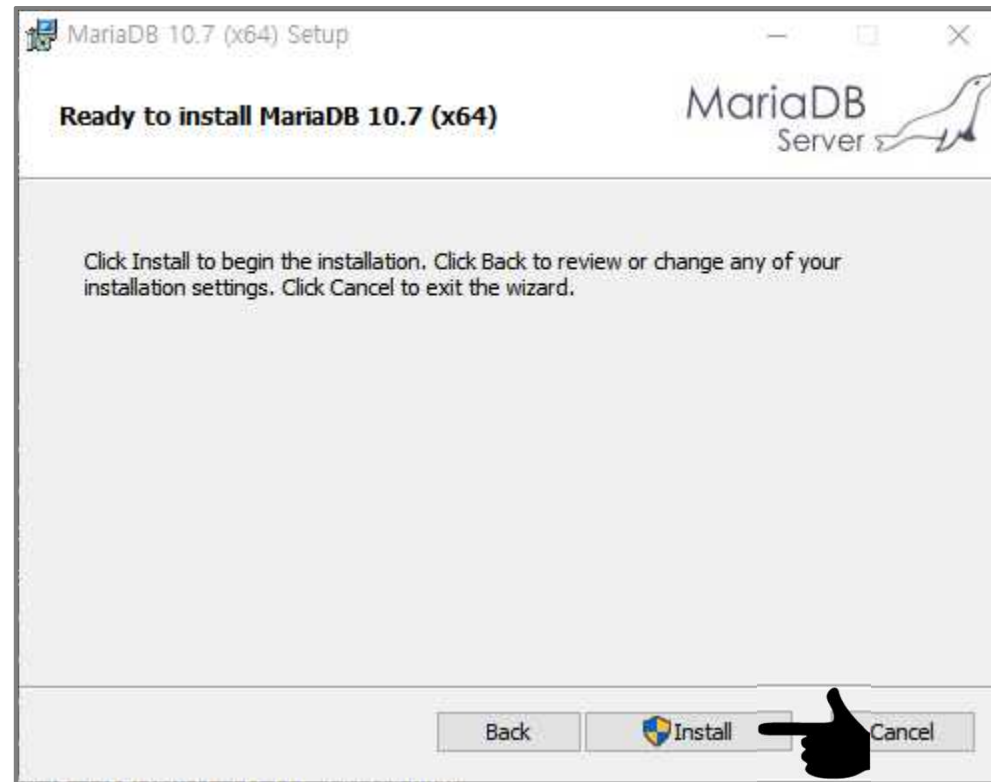 MariaDB 10.7 (x64) Setup
Ready to install MariaDB 10.7 (x64)
MariaDB
Server
Click Install to begin the installation. Click Back to review or change any of your
installation settings. Click Cancel to exit the wizard.
Back
Install
Cancel